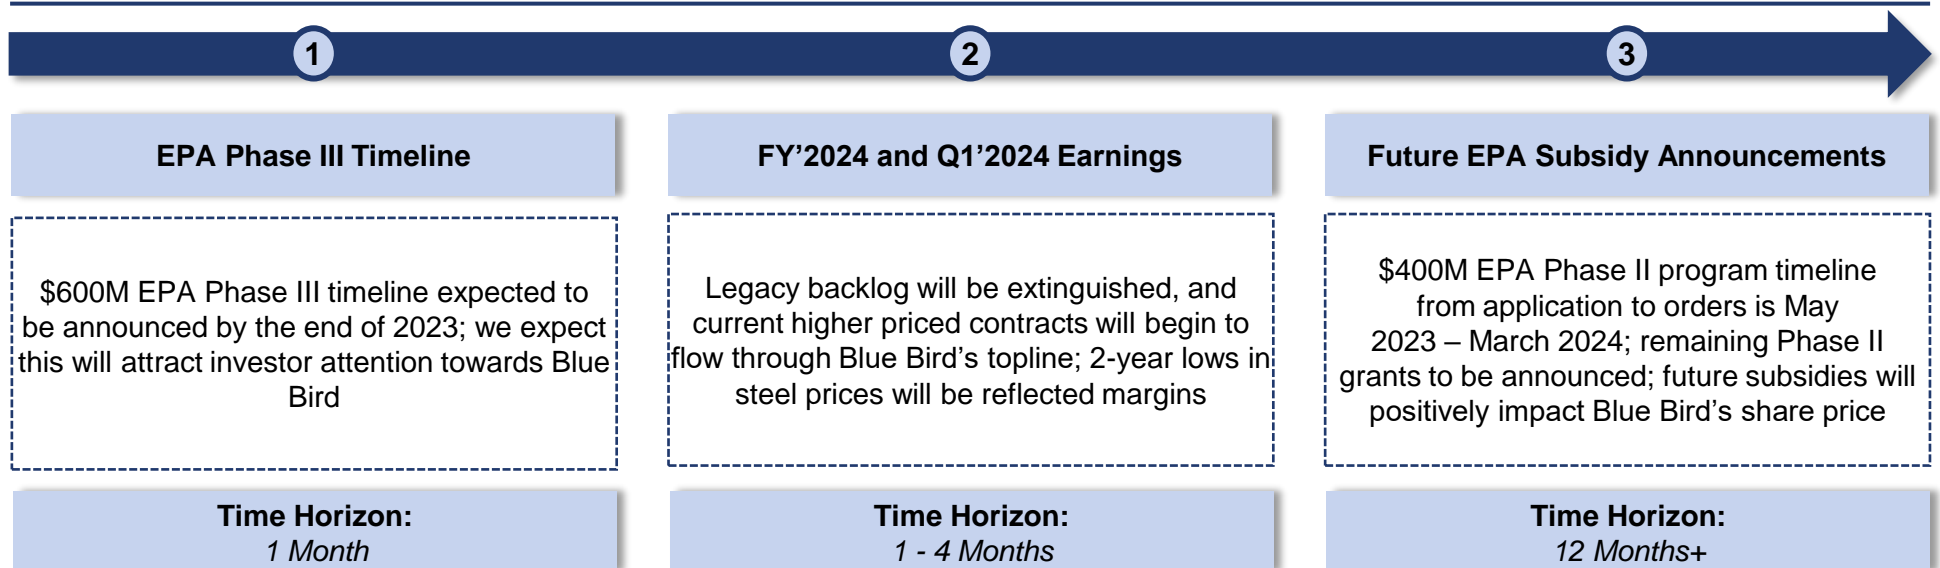 1
2
3
EPA Phase III Timeline
FY’2024 and Q1’2024 Earnings
Future EPA Subsidy Announcements
$600M EPA Phase III timeline expected to
be announced by the end of 2023; we expect
this will attract investor attention towards Blue
Bird
Legacy backlog will be extinguished, and
current higher priced contracts will begin to
flow through Blue Bird’s topline; 2-year lows in
steel prices will be reflected margins
$400M EPA Phase II program timeline
from application to orders is May
2023 – March 2024; remaining Phase II
grants to be announced; future subsidies will
positively impact Blue Bird’s share price
Time Horizon:
1 Month
Time Horizon:
1 - 4 Months
Time Horizon:
12 Months+